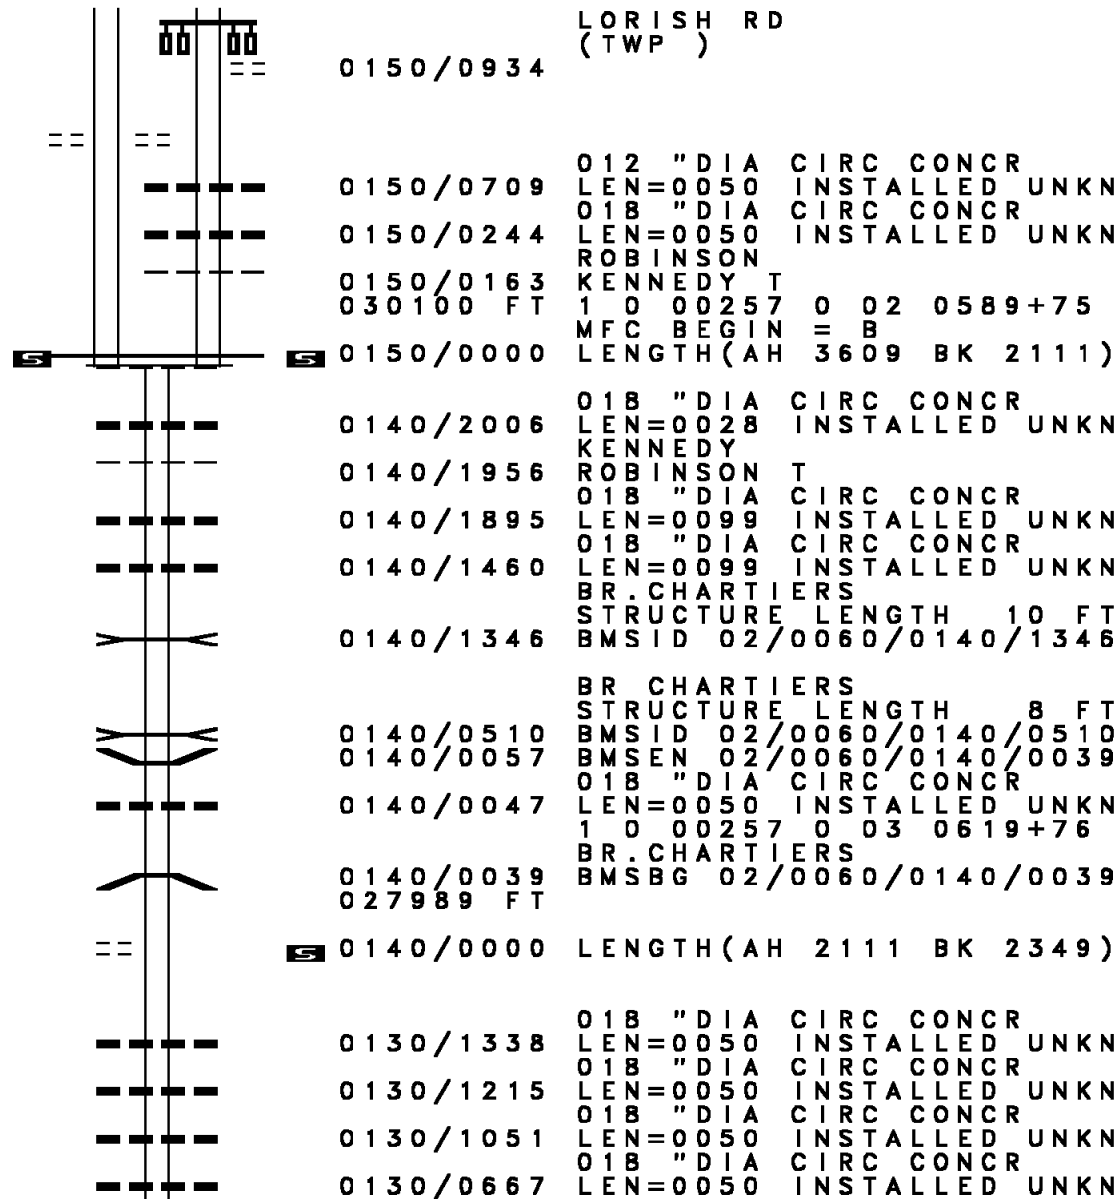 LORISH RD
(TWP )
0150/0934
012 "DIA CIRC CONCR
0150/0709 LEN=0050 INSTALLED UNKN
018 "DIA CIRC CONCR
0150/0244 LEN=0050 INSTALLED UNKN
ROBINSON
0150/0163 KENNEDY T
030100 FT 1 0 00257 0 02 0589+75
MFC BEGIN = B
S S 0150/0000 LENGTH(AH 3609 BK 2111)
018 "DIA CIRC CONCR
0140/2006 LEN=0028 INSTALLED UNKN
KENNEDY
0140/1956 ROBINSON T
018 "DIA CIRC CONCR
0140/1895 LEN=0099 INSTALLED UNKN
018 "DIA CIRC CONCR
0140/1460 LEN=0099 INSTALLED UNKN
BR.CHARTIERS
STRUCTURE LENGTH 10 FT
0140/1346 BMSID 02/0060/0140/1346
BR CHARTIERS
STRUCTURE LENGTH 8 FT
0140/0510 BMSID 02/0060/0140/0510
0140/0057 BMSEN 02/0060/0140/0039
018 "DIA CIRC CONCR
0140/0047 LEN=0050 INSTALLED UNKN
1 0 00257 0 03 0619+76
BR.CHARTIERS
0140/0039 BMSBG 02/0060/0140/0039
027989 FT
S 0140/0000 LENGTH(AH 2111 BK 2349)
018 "DIA CIRC CONCR
0130/1338 LEN=0050 INSTALLED UNKN
018 "DIA CIRC CONCR
0130/1215 LEN=0050 INSTALLED UNKN
018 "DIA CIRC CONCR
0130/1051 LEN=0050 INSTALLED UNKN
018 "DIA CIRC CONCR
0130/0667 LEN=0050 INSTALLED UNKN